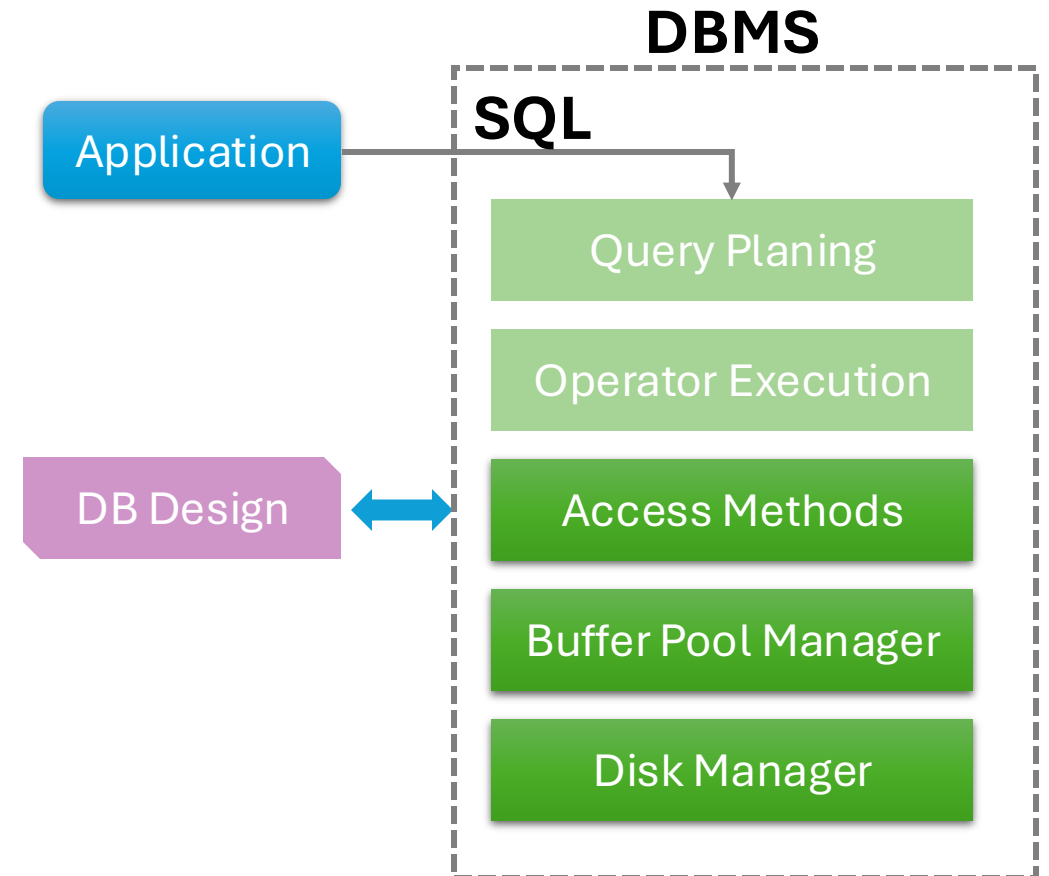 DBMS
SQL
Application
Query Planing
Operator Execution
DB Design
Access Methods
Buffer Pool Manager
Disk Manager